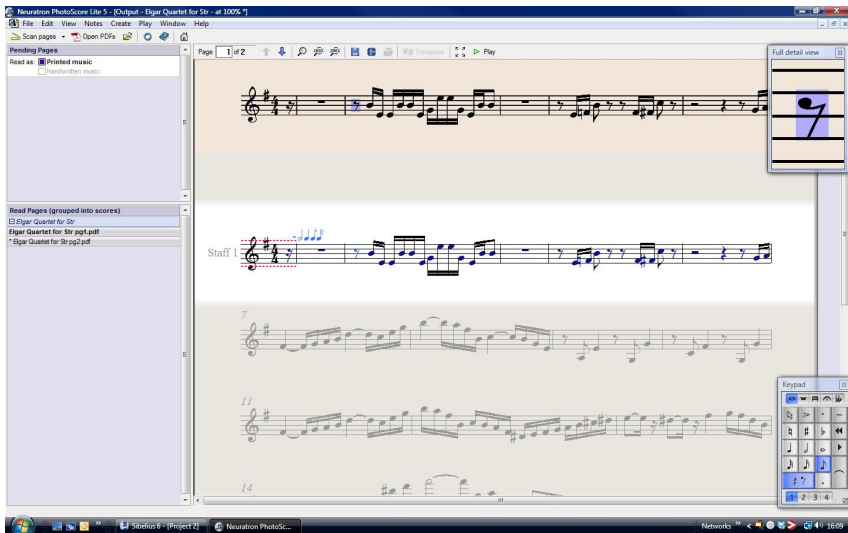 Neuratron PhotoScore Lite 5 - [Output - Elgar Quartet for Str - at 100% *]
File Edit View Notes Create Play Window Help
Scan pages Open PDFs
Pending Pages
Read as: Printed music
Handwritten music
Page 1 of 2 Transpose Play
Full detail view
Read Pages (grouped into scores)
Elgar Quartet for Str
Elgar Quartet for Str pg1.pdf
* Elgar Quartet for Str pg2.pdf
Staff 1
7
11
14
Keypad
1 2 3 4
Sibelius 6 - [Project 2] Neuratron PhotoSc... Networks 16:09